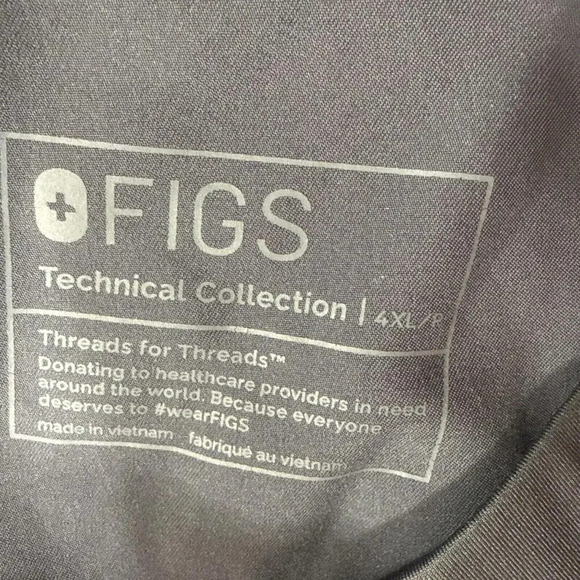 FIGS
Technical Collection | 4XL/P
Threads for Threads™
Donating to healthcare providers in need
around the world. Because everyone
deserves to #wearFIGS
made in vietnam fabriqué au vietnam